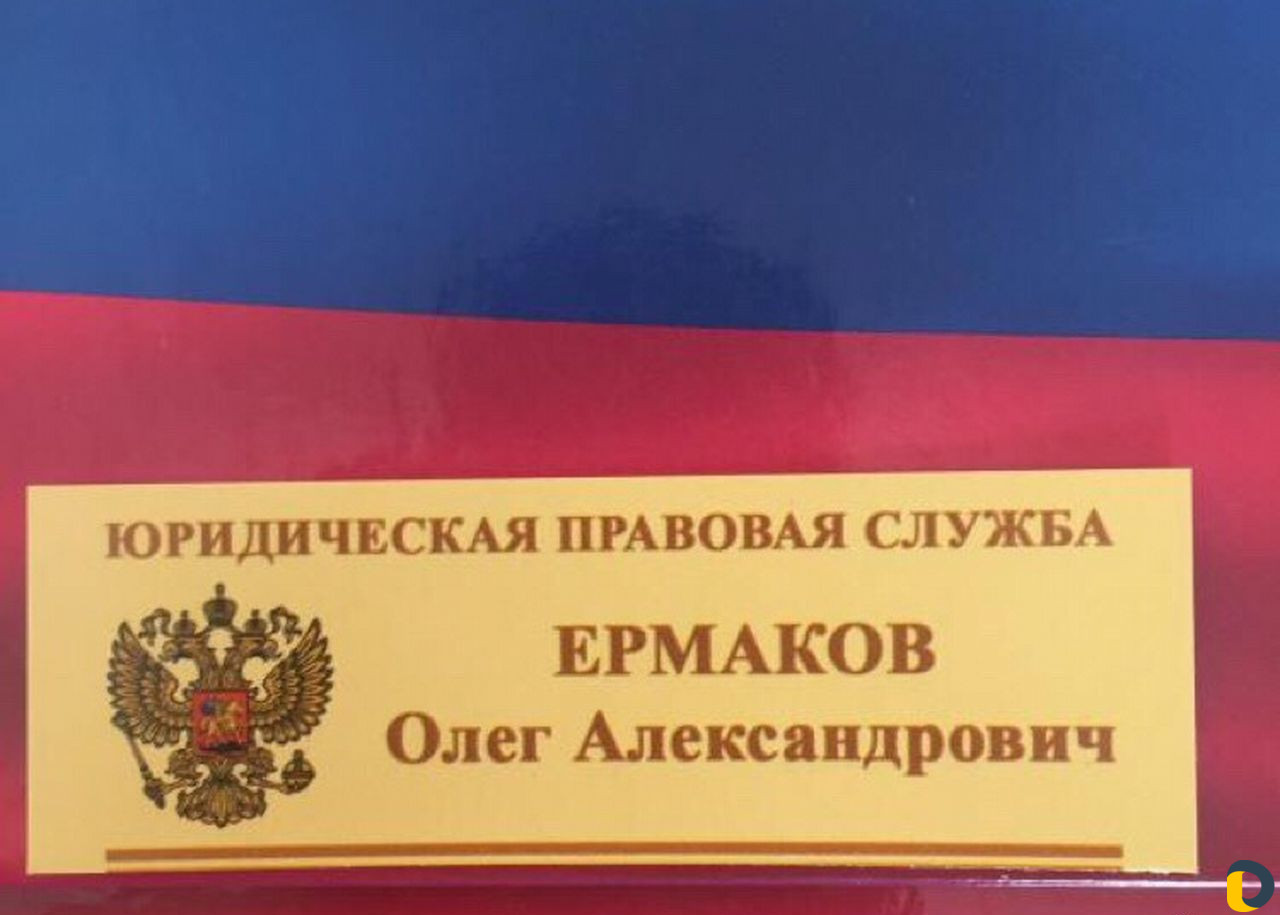 ЮРИДИЧЕСКАЯ ПРАВОВАЯ СЛУЖБА
ЕРМАКОВ
Олег Александрович